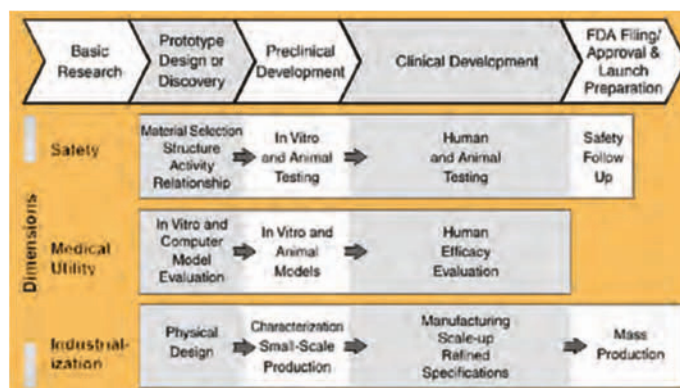 Basic
Research
Prototype
Design or
Discovery
Preclinical
Development
Clinical Development
FDA Filing/
Approval &
Launch
Preparation
Dimensions
Safety
Material Selection
Structure
Activity
Relationship
In Vitro
and Animal
Testing
Human
and Animal
Testing
Safety
Follow
Up
Medical
Utility
In Vitro and
Computer
Model
Evaluation
In Vitro and
Animal
Models
Human
Efficacy
Evaluation
Industrial-
ization
Physical
Design
Characterization
Small-Scale
Production
Manufacturing
Scale-up
Refined
Specifications
Mass
Production